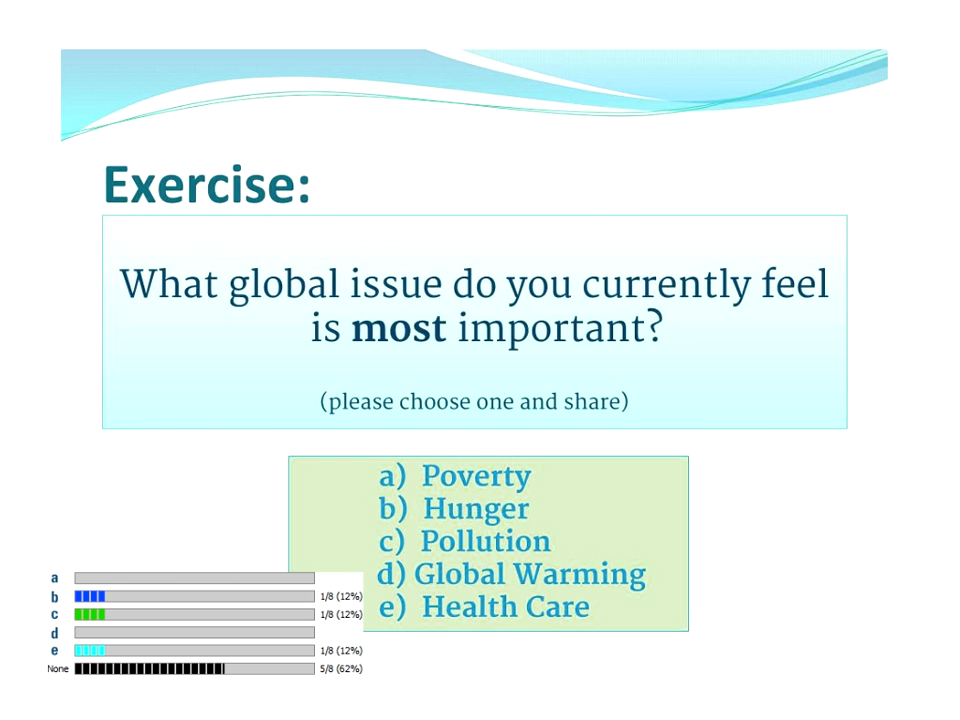 Exercise:
What global issue do you currently feel
is most important?
(please choose one and share)
a) Poverty
b) Hunger
c) Pollution
d) Global Warming
e) Health Care
a
b 1/8 (12%)
c 1/8 (12%)
d
e 1/8 (12%)
None 5/8 (62%)